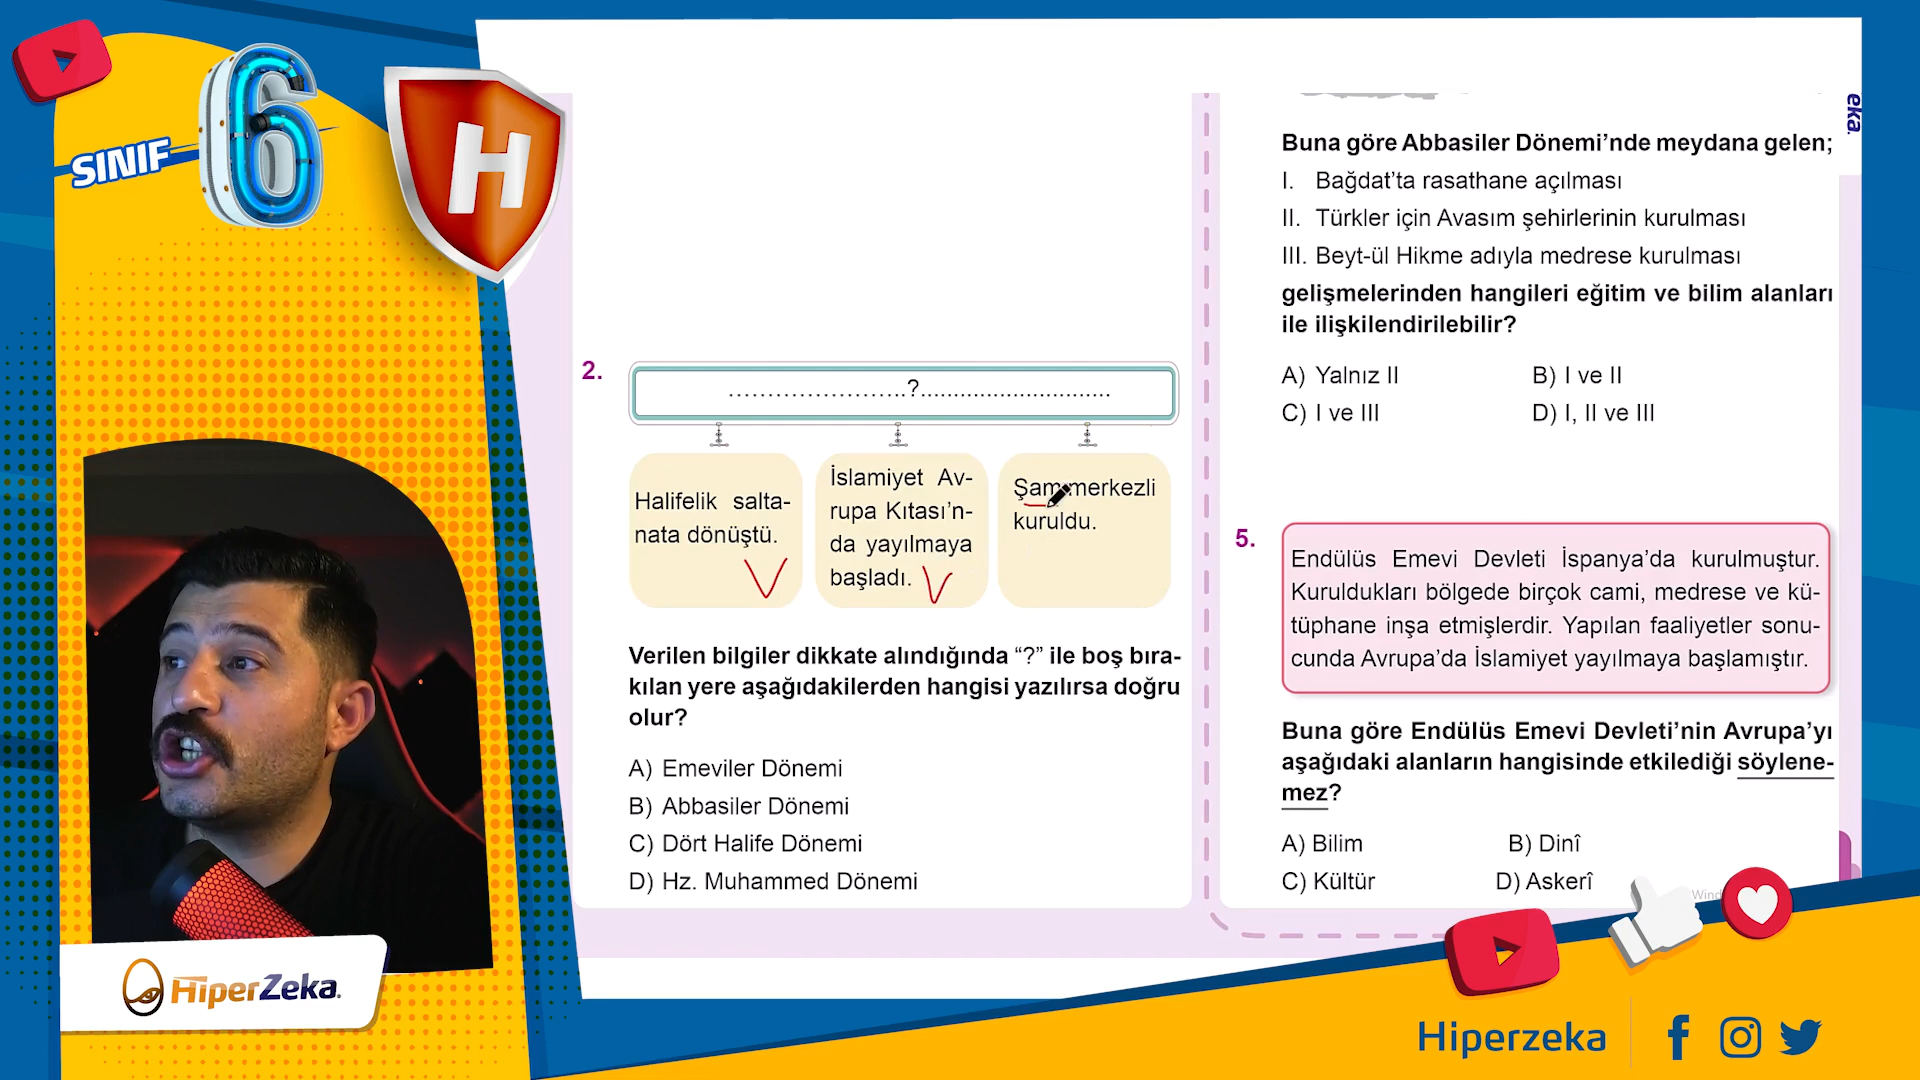 SINIF
6
H
2.
........................?.............................
Halifelik salta-
nata dönüştü.
İslamiyet Av-
rupa Kıtası’n-
da yayılmaya
başladı.
Şam merkezli
kuruldu.
Verilen bilgiler dikkate alındığında “?” ile boş bıra-
kılan yere aşağıdakilerden hangisi yazılırsa doğru
olur?
A) Emeviler Dönemi
B) Abbasiler Dönemi
C) Dört Halife Dönemi
D) Hz. Muhammed Dönemi
eka.
Buna göre Abbasiler Dönemi’nde meydana gelen;
I. Bağdat’ta rasathane açılması
II. Türkler için Avasım şehirlerinin kurulması
III. Beyt-ül Hikme adıyla medrese kurulması
gelişmelerinden hangileri eğitim ve bilim alanları
ile ilişkilendirilebilir?
A) Yalnız II B) I ve II
C) I ve III D) I, II ve III
5.
Endülüs Emevi Devleti İspanya’da kurulmuştur.
Kuruldukları bölgede birçok cami, medrese ve kü-
tüphane inşa etmişlerdir. Yapılan faaliyetler sonu-
cunda Avrupa’da İslamiyet yayılmaya başlamıştır.
Buna göre Endülüs Emevi Devleti’nin Avrupa’yı
aşağıdaki alanların hangisinde etkilediği söylene-
mez?
A) Bilim B) Dinî
C) Kültür D) Askerî
Wind
HiperZeka.
Hiperzeka